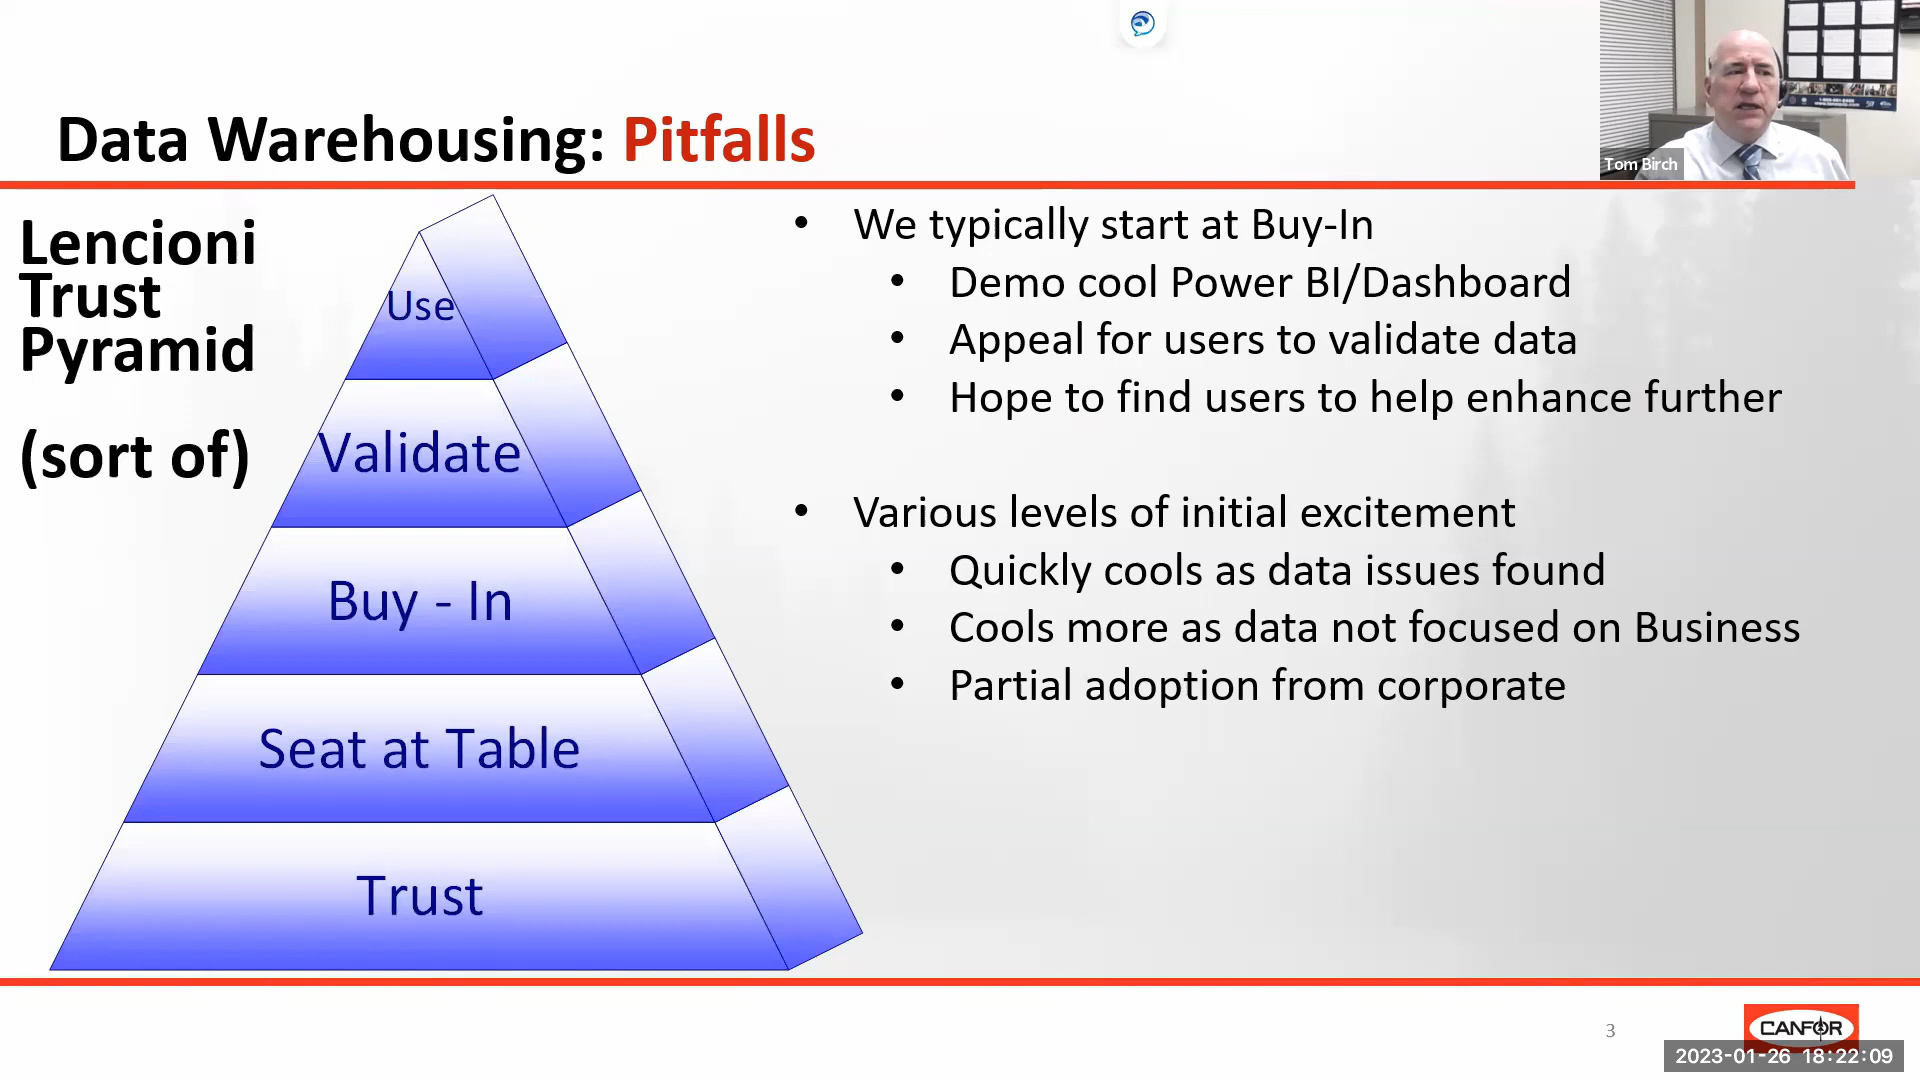 Data Warehousing: Pitfalls
Tom Birch
Lencioni
Trust
Pyramid
(sort of)
Use
Validate
Buy - In
Seat at Table
Trust
• We typically start at Buy-In
• Demo cool Power BI/Dashboard
• Appeal for users to validate data
• Hope to find users to help enhance further
• Various levels of initial excitement
• Quickly cools as data issues found
• Cools more as data not focused on Business
• Partial adoption from corporate
3
CANFOR
2023-01-26 18:22:09